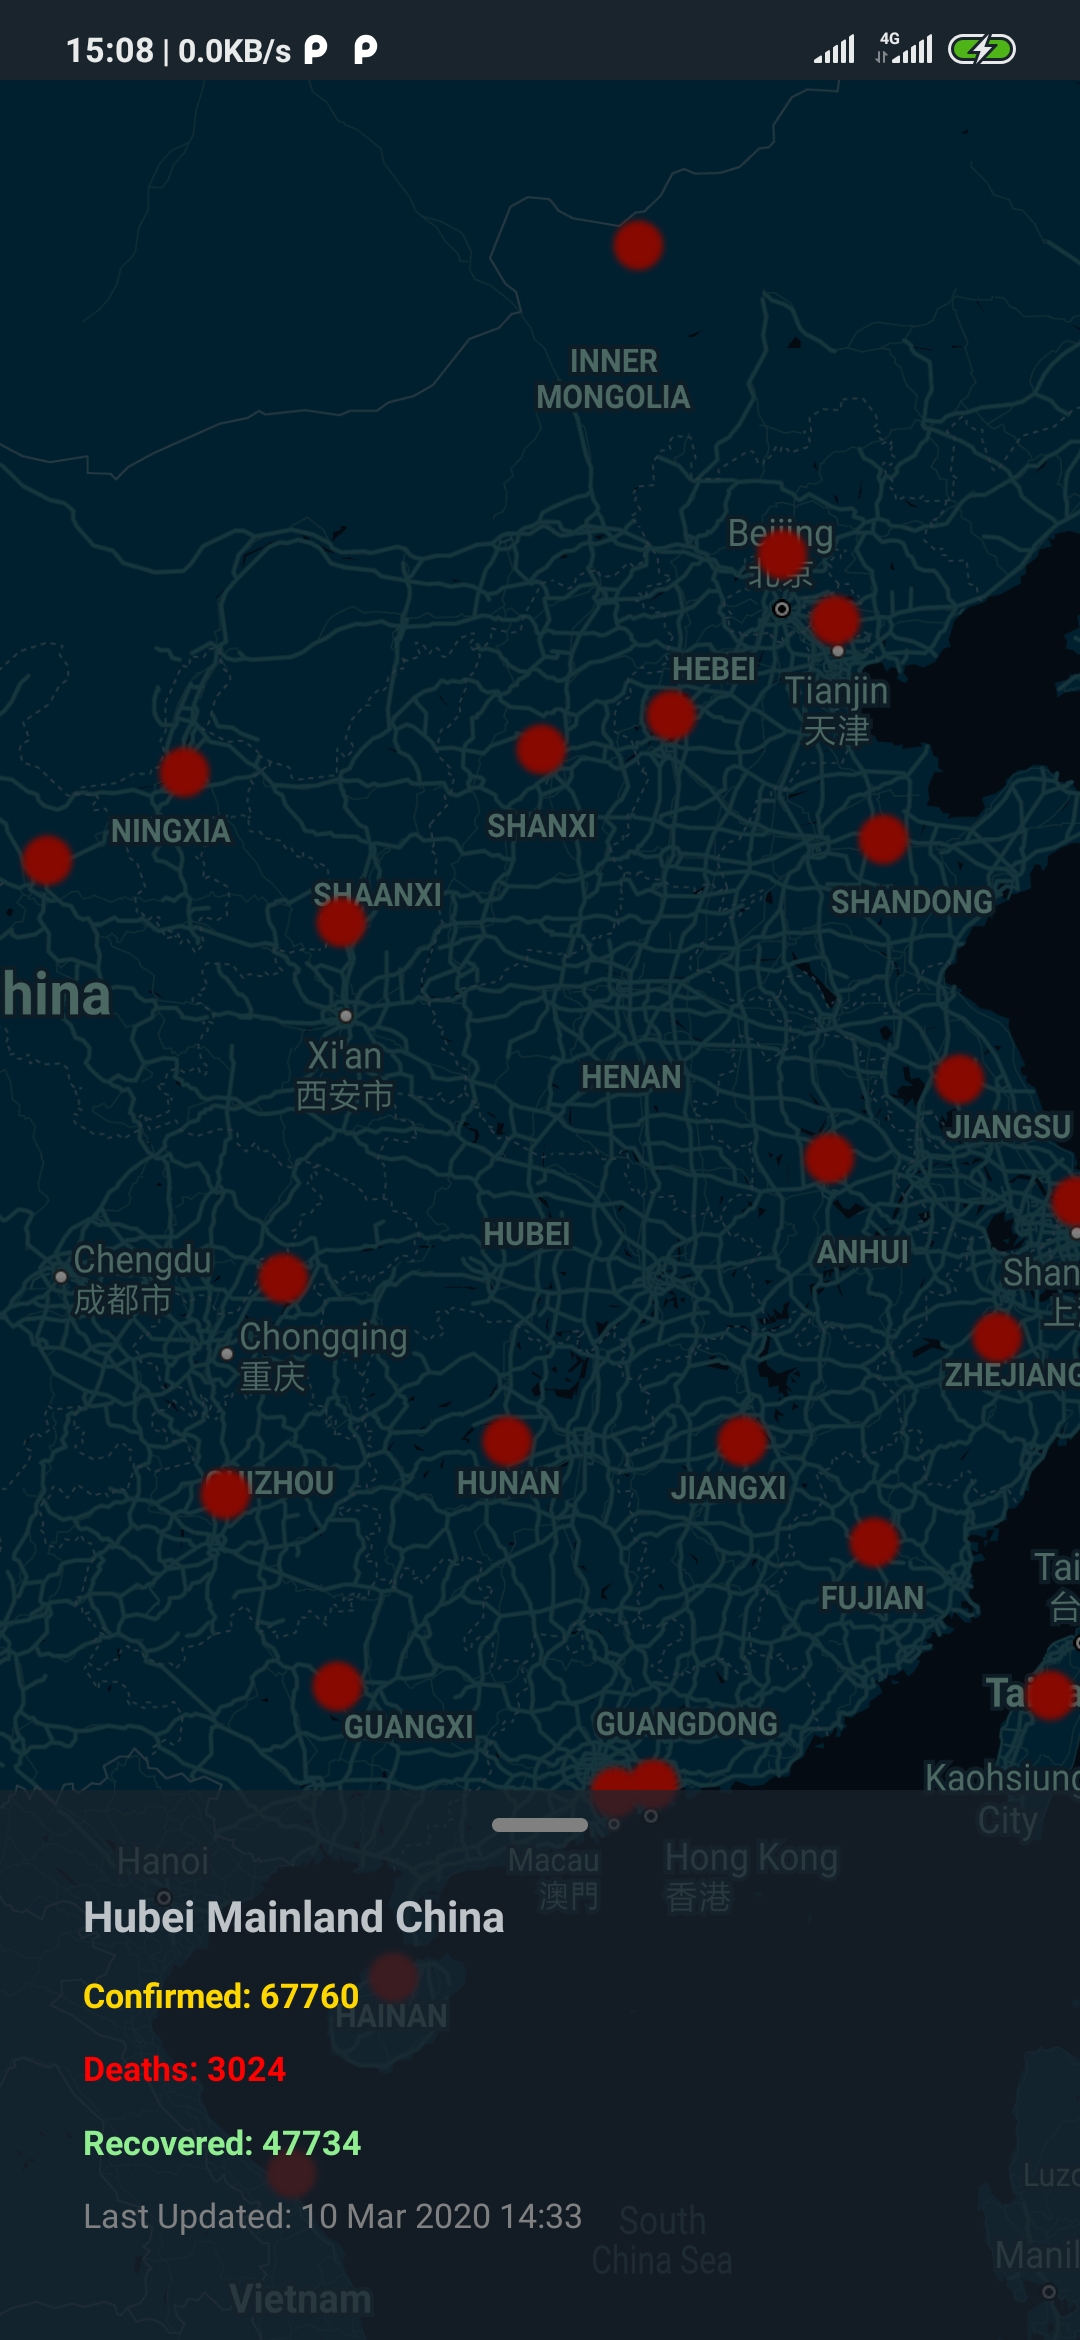 15:08 | 0.0KB/s
4G
INNER
MONGOLIA
Beijing
北京
HEBEI
Tianjin
天津
NINGXIA
SHANXI
SHAANXI
SHANDONG
hina
Xi'an
西安市
HENAN
JIANGSU
HUBEI
ANHUI
Chengdu
成都市
Shan
上
Chongqing
重庆
ZHEJIANG
HUNAN
JIANGXI
UIZHOU
FUJIAN
Tai
台
Tai
GUANGXI
GUANGDONG
Kaohsiung
City
Hanoi
Macau
澳門
Hong Kong
香港
Hubei Mainland China
Confirmed: 67760
HAINAN
Deaths: 3024
Recovered: 47734
Luzo
Last Updated: 10 Mar 2020 14:33
South
China Sea
Manil
Vietnam